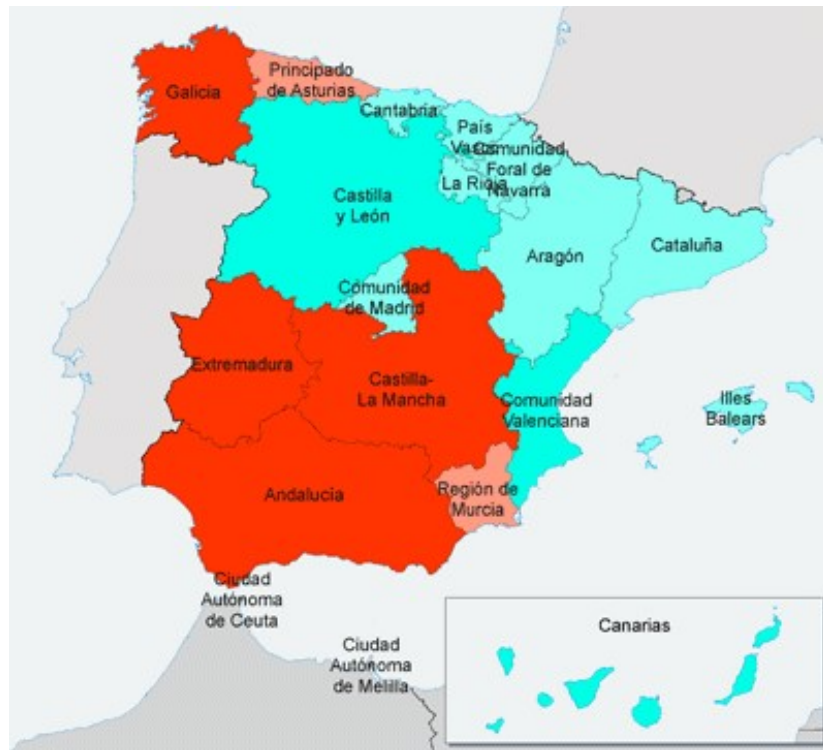 Galicia
Principado
de Asturias
Cantabria
País
Vasco
Comunidad
Foral de
Navarra
La Rioja
Castilla
y León
Aragón
Cataluña
Comunidad
de Madrid
Extremadura
Castilla-
La Mancha
Comunidad
Valenciana
Illes
Balears
Andalucía
Región de
Murcia
Ciudad
Autónoma
de Ceuta
Ciudad
Autónoma
de Melilla
Canarias